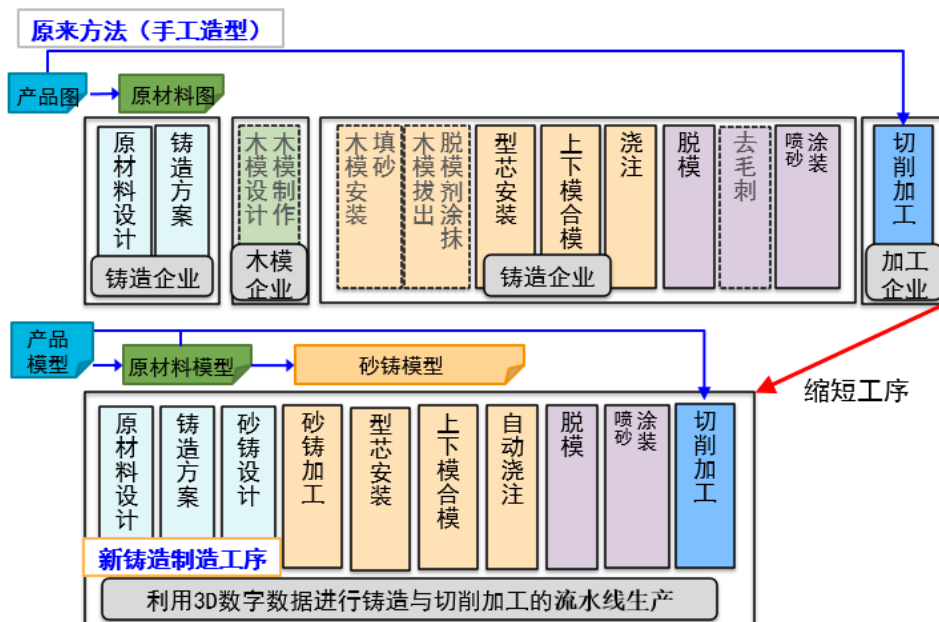 原来方法（手工造型）
产品图
原材料图
原材料设计
铸造方案
铸造企业
木模设计
木模制作
木模企业
木模安装
填砂
木模拔出
脱模剂涂抹
型芯安装
上下模合模
浇注
脱模
去毛刺
喷砂
涂装
铸造企业
切削加工
加工企业
产品模型
原材料模型
砂铸模型
缩短工序
原材料设计
铸造方案
砂铸设计
砂铸加工
型芯安装
上下模合模
自动浇注
脱模
喷砂
涂装
切削加工
新铸造制造工序
利用3D数字数据进行铸造与切削加工的流水线生产